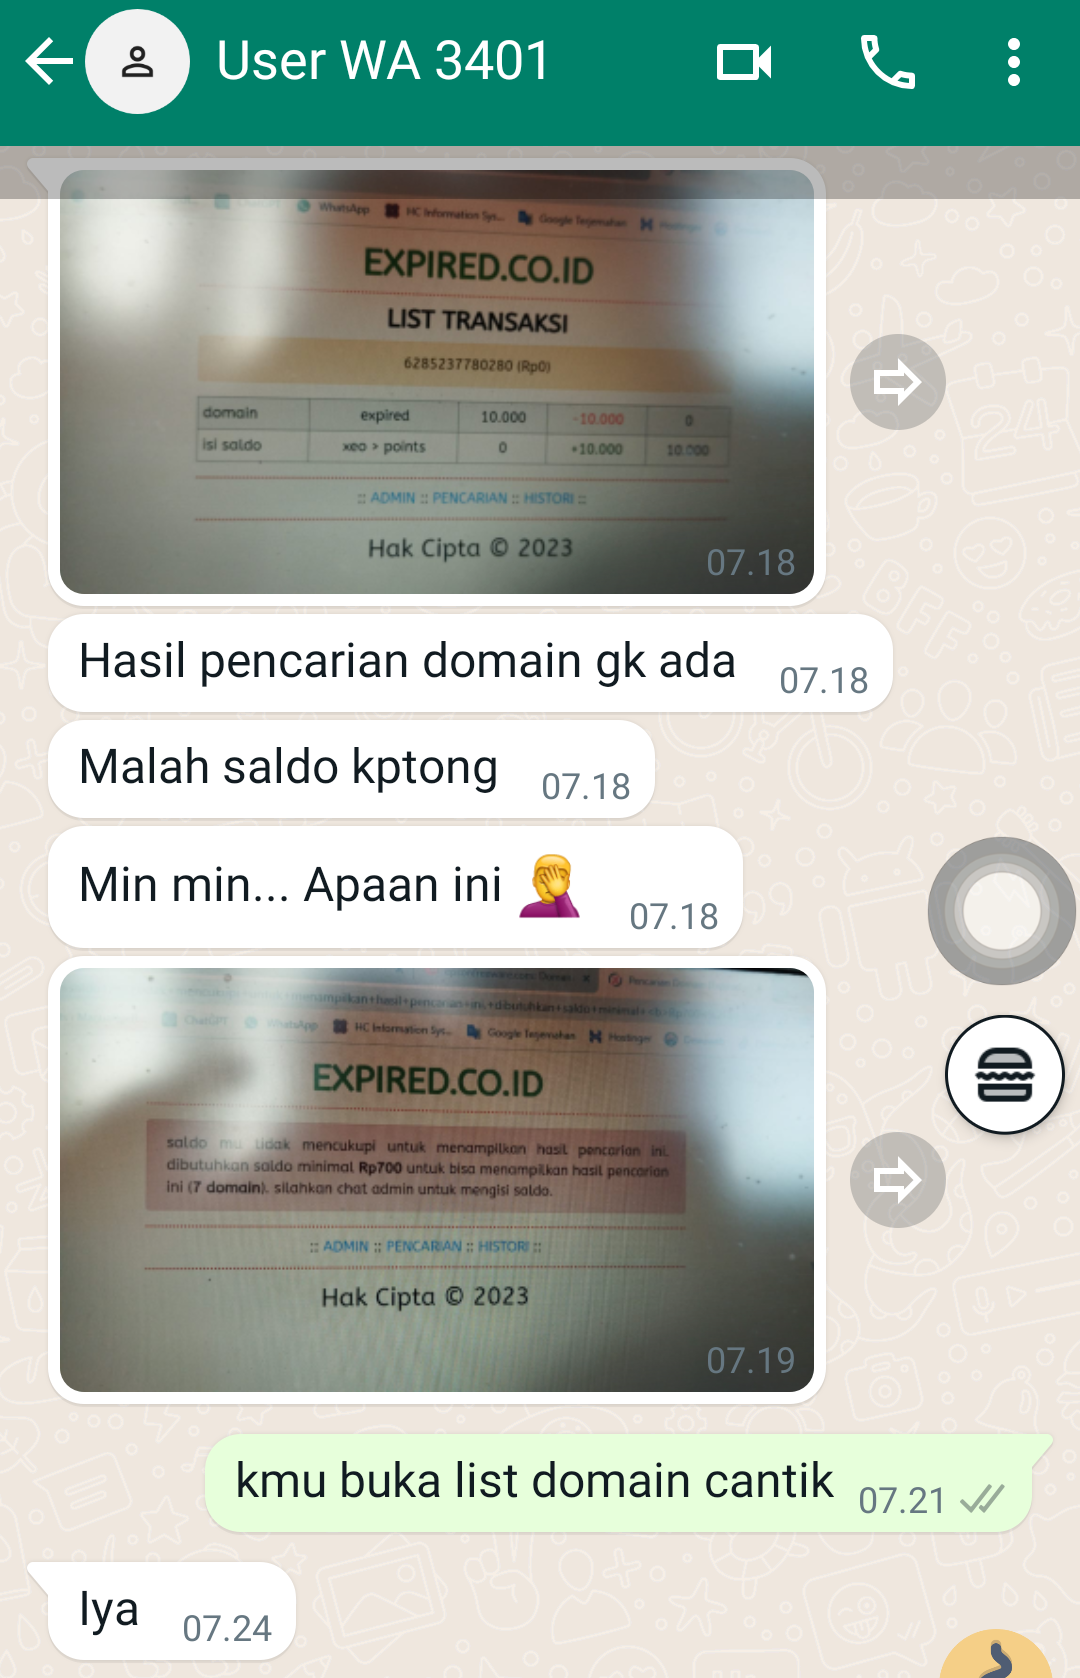 User WA 3401
WhatsApp
HC Information Sys...
Google Terjemahan
EXPIRED.CO.ID
LIST TRANSAKSI
6285237780280 (Rp0)
domain expired 10.000 -10.000 0
isi saldo xeo > points 0 +10.000 10.000
:: ADMIN :: PENCARIAN :: HISTORI ::
Hak Cipta © 2023
07.18
Hasil pencarian domain gk ada 07.18
Malah saldo kptong 07.18
Min min... Apaan ini 07.18
ChatGPT WhatsApp HC Information Sys... Google Terjemahan Hostinger
EXPIRED.CO.ID
saldo mu tidak mencukupi untuk menampilkan hasil pencarian ini.
dibutuhkan saldo minimal Rp700 untuk bisa menampilkan hasil pencarian
ini (7 domain). silahkan chat admin untuk mengisi saldo.
:: ADMIN :: PENCARIAN :: HISTORI ::
Hak Cipta © 2023
07.19
kmu buka list domain cantik 07.21
Iya 07.24